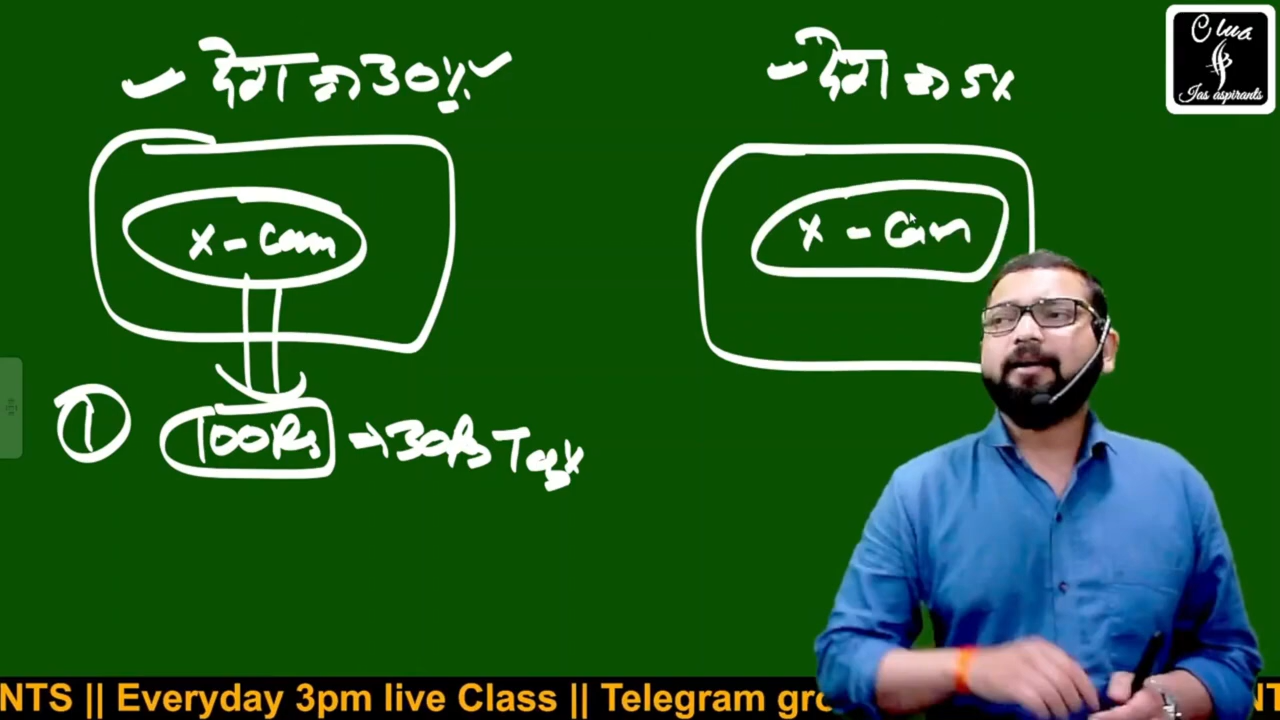 देश अ 30%
देश ब 5%
x - com
x - com
① 100Rs → 30Rs Tax
Clue
Ias aspirants
NTS || Everyday 3pm live Class || Telegram gro